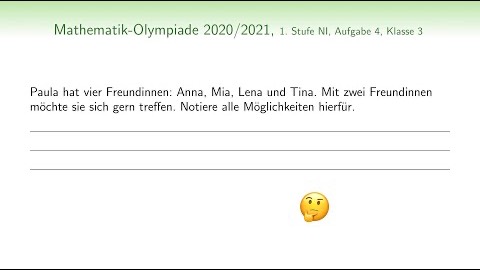 Mathematik-Olympiade 2020/2021, 1. Stufe NI, Aufgabe 4, Klasse 3
Paula hat vier Freundinnen: Anna, Mia, Lena und Tina. Mit zwei Freundinnen
möchte sie sich gern treffen. Notiere alle Möglichkeiten hierfür.